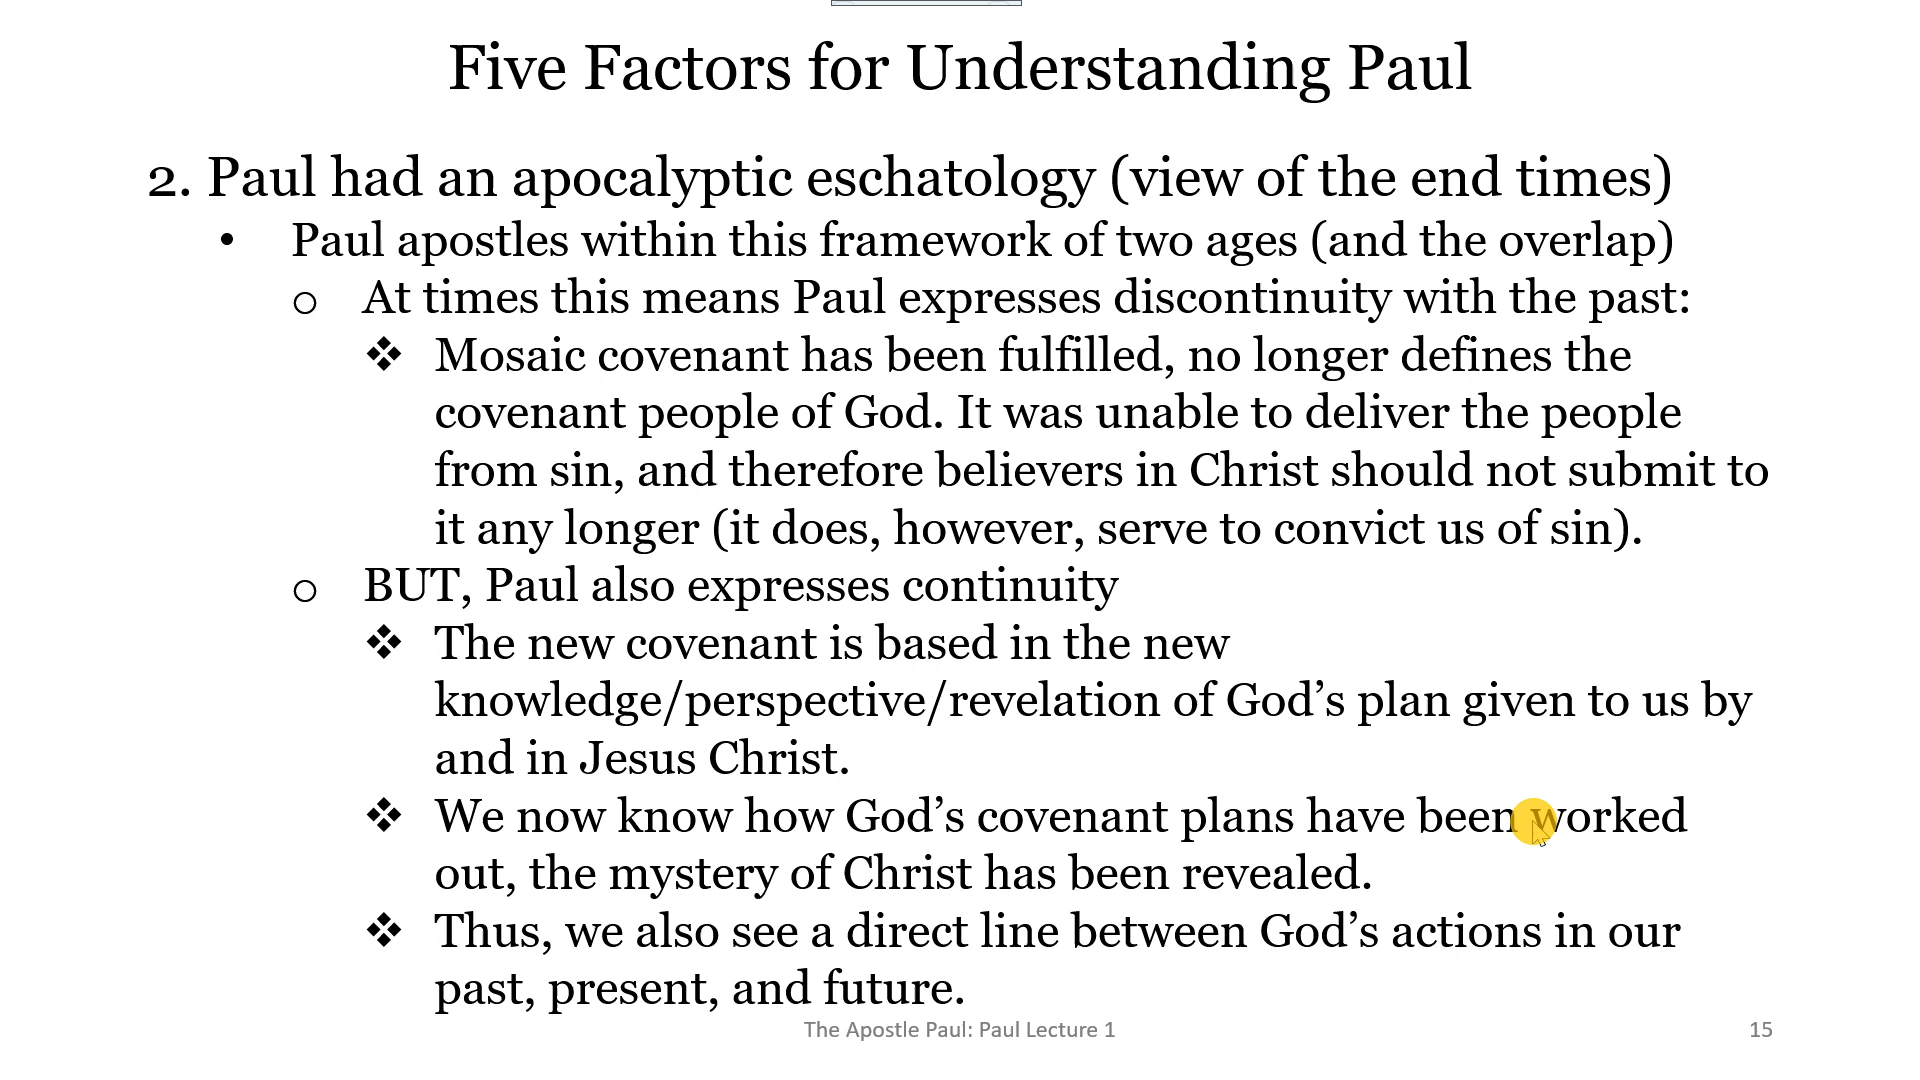 Five Factors for Understanding Paul
2. Paul had an apocalyptic eschatology (view of the end times)
• Paul apostles within this framework of two ages (and the overlap)
o At times this means Paul expresses discontinuity with the past:
❖ Mosaic covenant has been fulfilled, no longer defines the
covenant people of God. It was unable to deliver the people
from sin, and therefore believers in Christ should not submit to
it any longer (it does, however, serve to convict us of sin).
o BUT, Paul also expresses continuity
❖ The new covenant is based in the new
knowledge/perspective/revelation of God’s plan given to us by
and in Jesus Christ.
❖ We now know how God’s covenant plans have been worked
out, the mystery of Christ has been revealed.
❖ Thus, we also see a direct line between God’s actions in our
past, present, and future.
The Apostle Paul: Paul Lecture 1
15